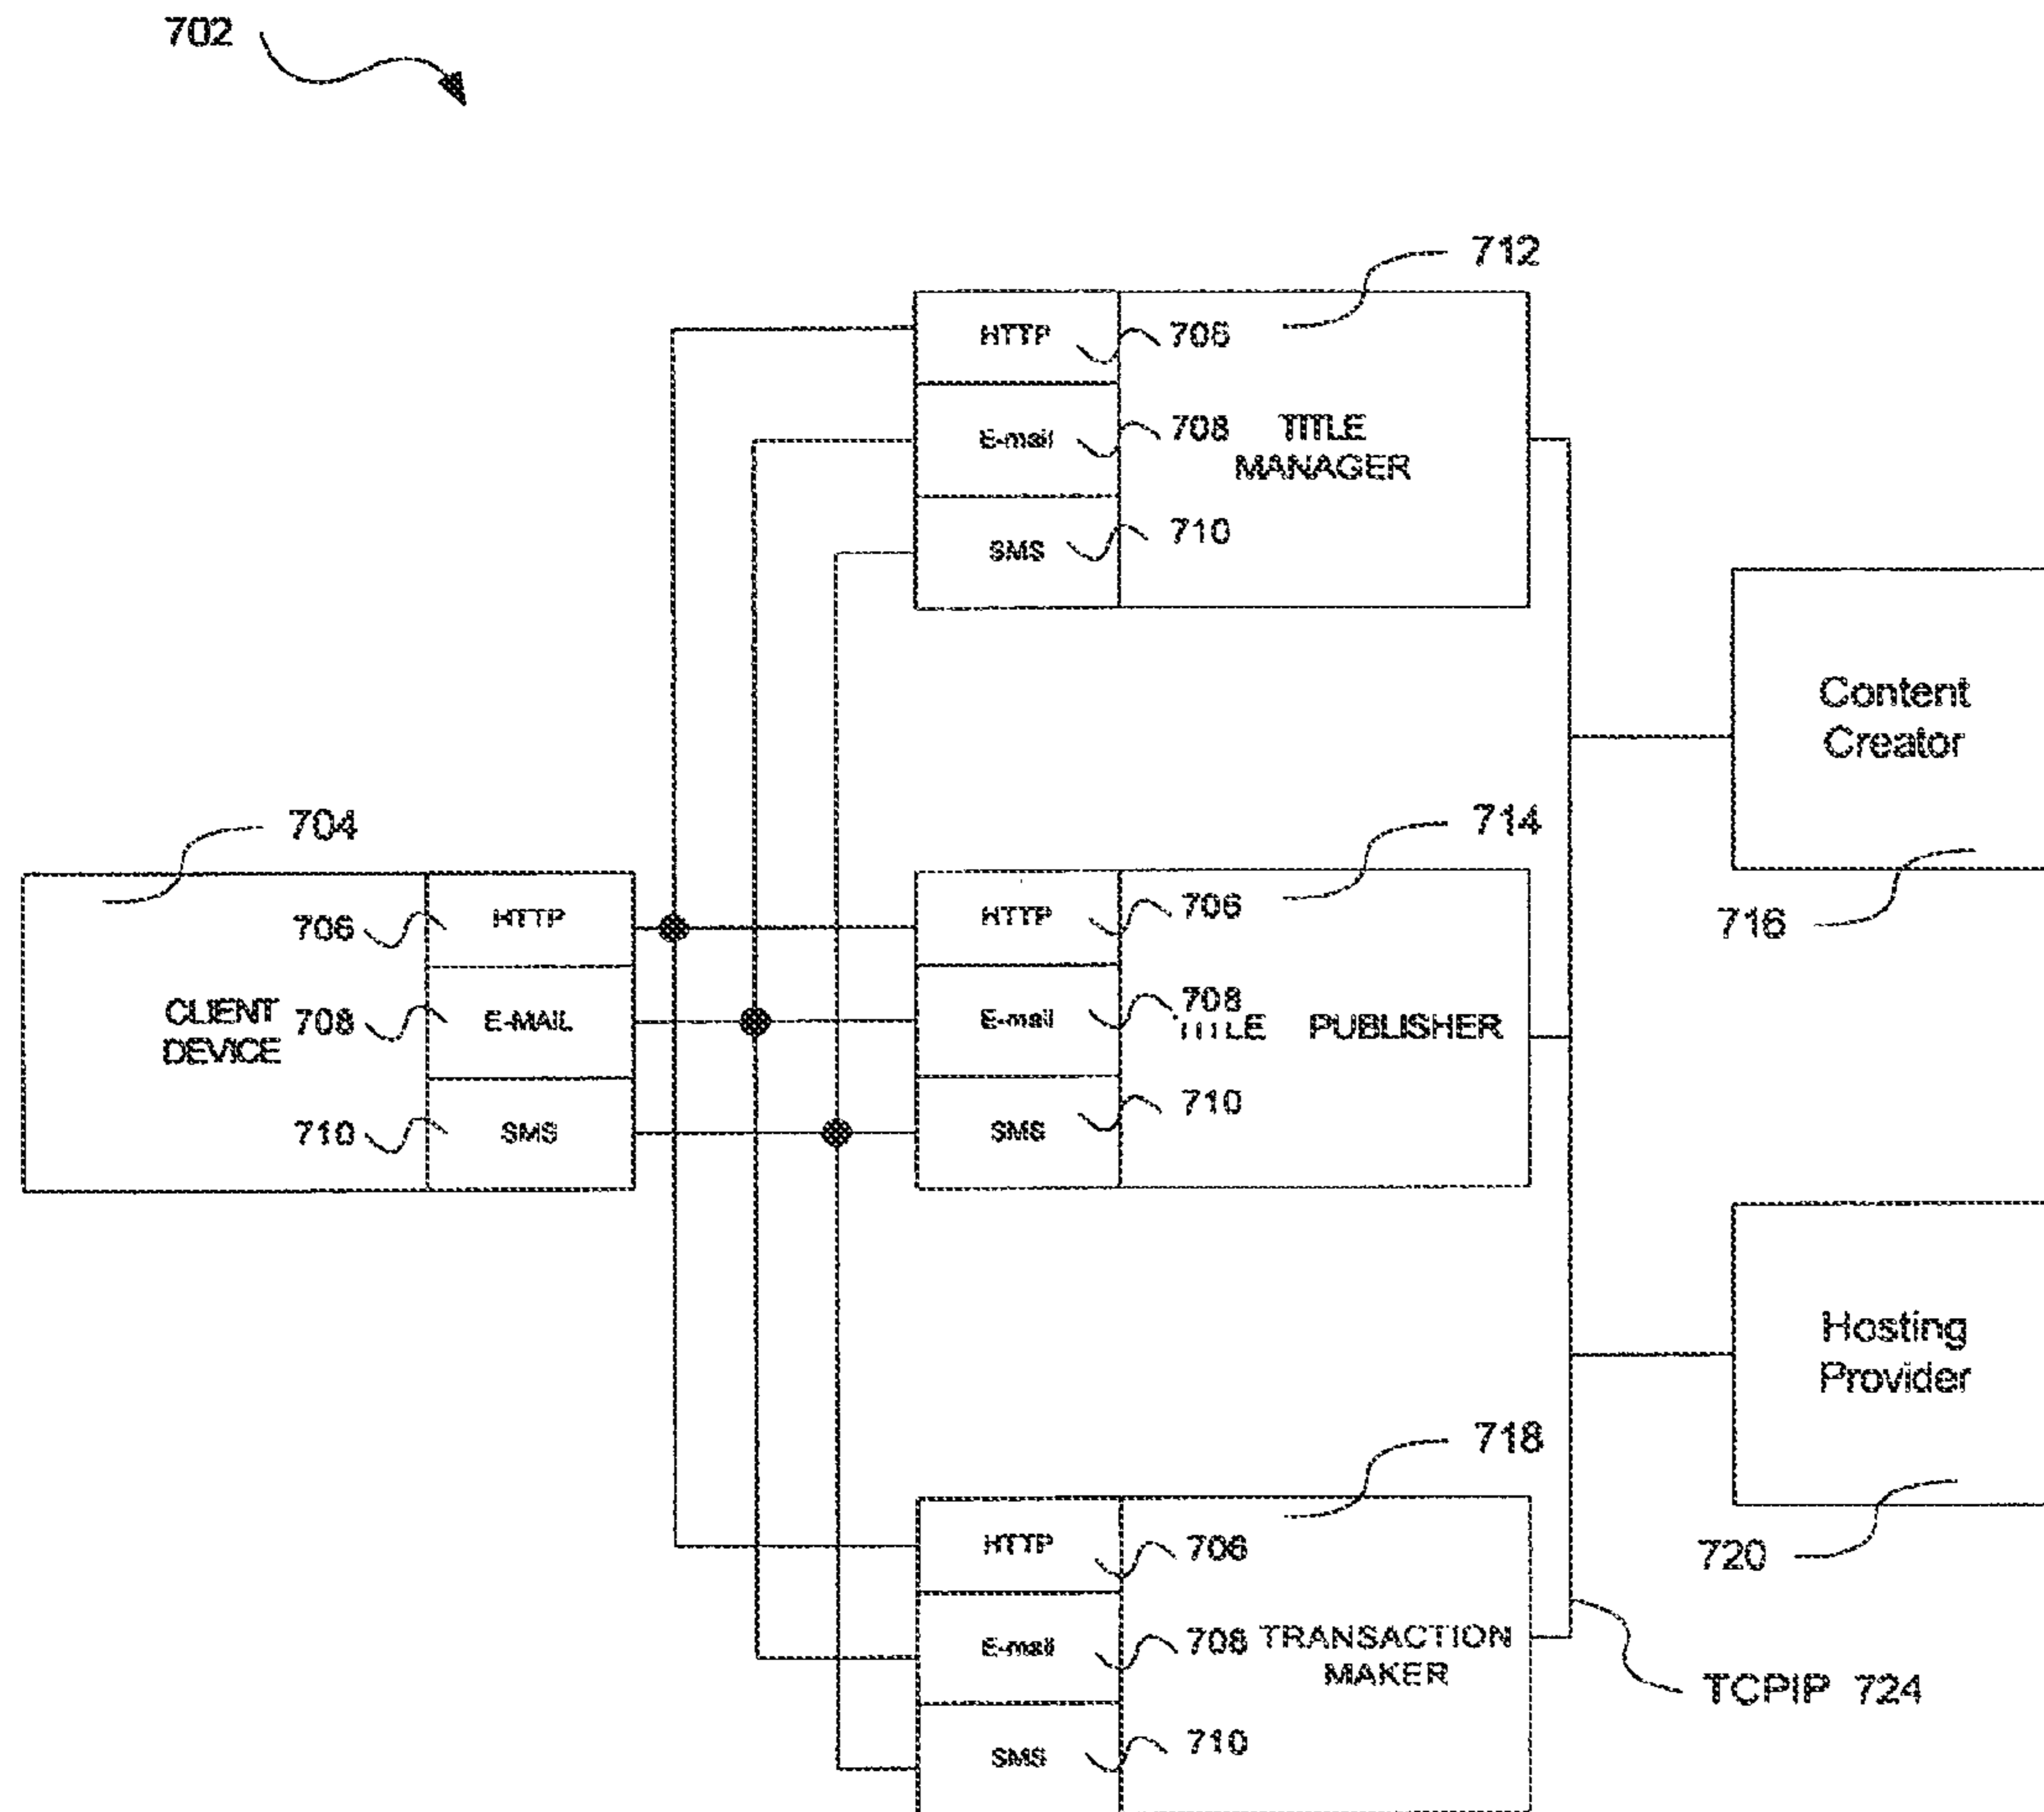 702
712
HTTP 706
E-mail 708 TITLE
MANAGER
SMS 710
Content
Creator
716
704
706 HTTP
CLIENT
DEVICE
708 E-MAIL
710 SMS
714
HTTP 706
E-mail 708
TITLE PUBLISHER
SMS 710
Hosting
Provider
720
718
HTTP 706
E-mail 708 TRANSACTION
MAKER
SMS 710
TCPIP 724